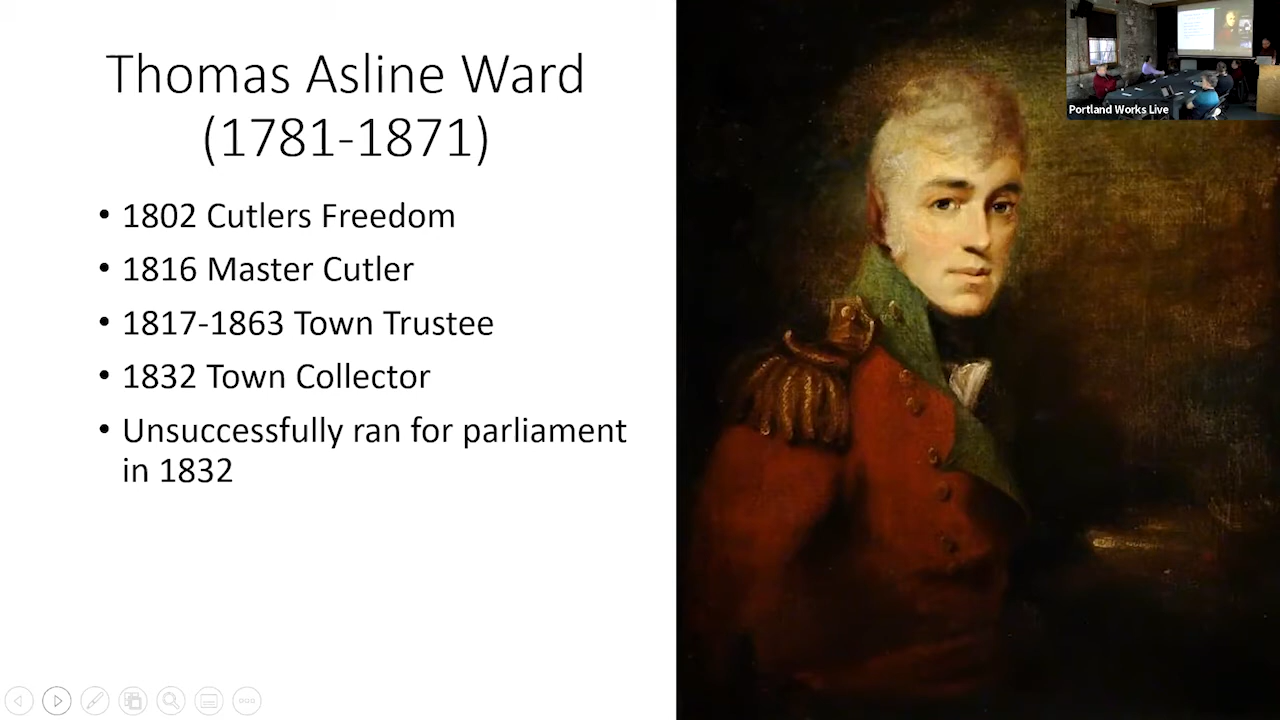 Thomas Asline Ward
(1781-1871)
• 1802 Cutlers Freedom
• 1816 Master Cutler
• 1817-1863 Town Trustee
• 1832 Town Collector
• Unsuccessfully ran for parliament
in 1832
Portland Works Live